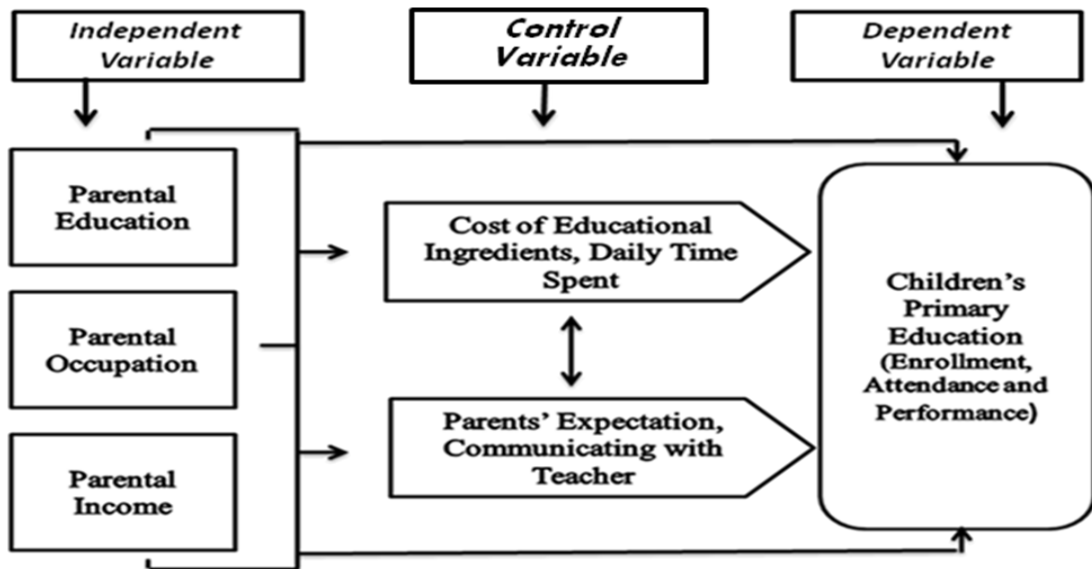 Independent
Variable
Control
Variable
Dependent
Variable
Parental
Education
Parental
Occupation
Parental
Income
Cost of Educational
Ingredients, Daily Time
Spent
Parents’ Expectation,
Communicating with
Teacher
Children’s
Primary
Education
(Enrollment,
Attendance and
Performance)